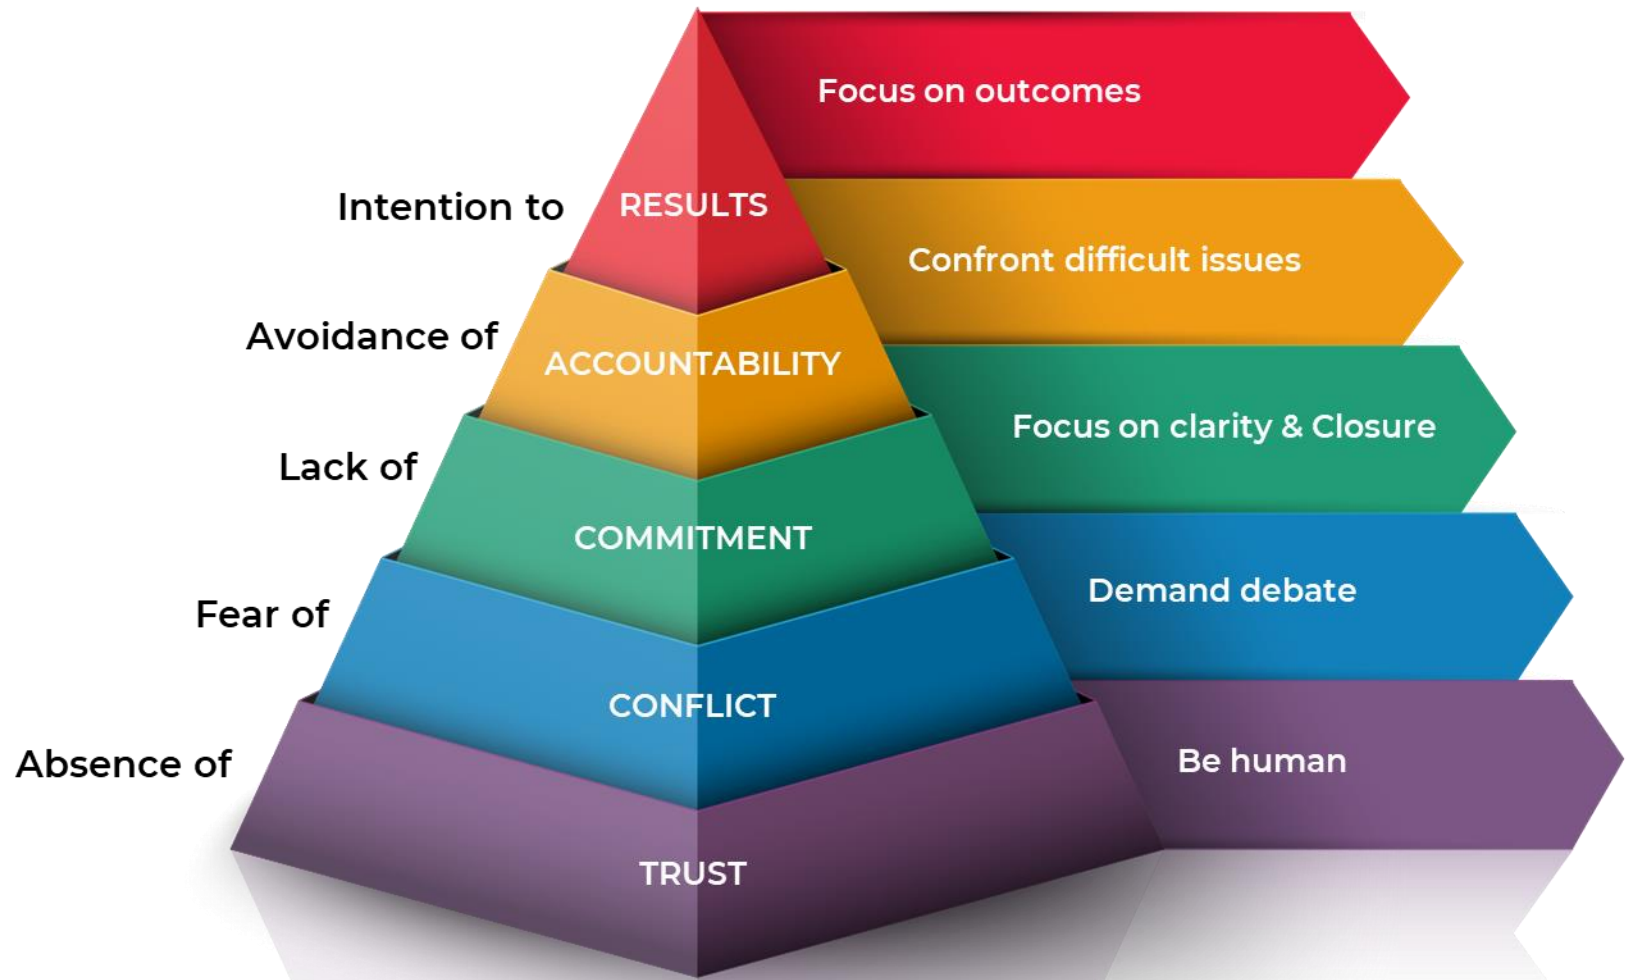 Focus on outcomes
Intention to RESULTS
Confront difficult issues
Avoidance of ACCOUNTABILITY
Focus on clarity & Closure
Lack of COMMITMENT
Demand debate
Fear of CONFLICT
Be human
Absence of TRUST